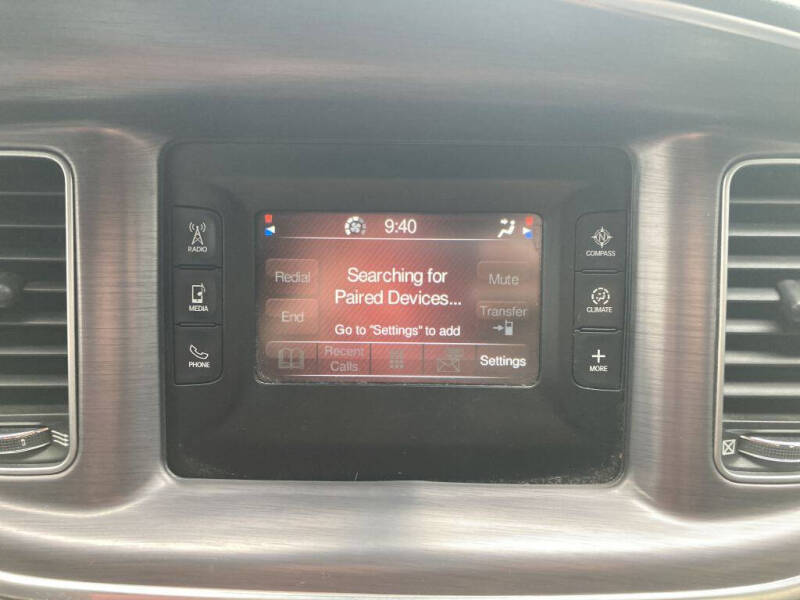 9:40
RADIO
MEDIA
PHONE
Redial
End
Searching for
Paired Devices...
Go to "Settings" to add
Mute
Transfer
Recent
Calls
Settings
N
COMPASS
CLIMATE
MORE